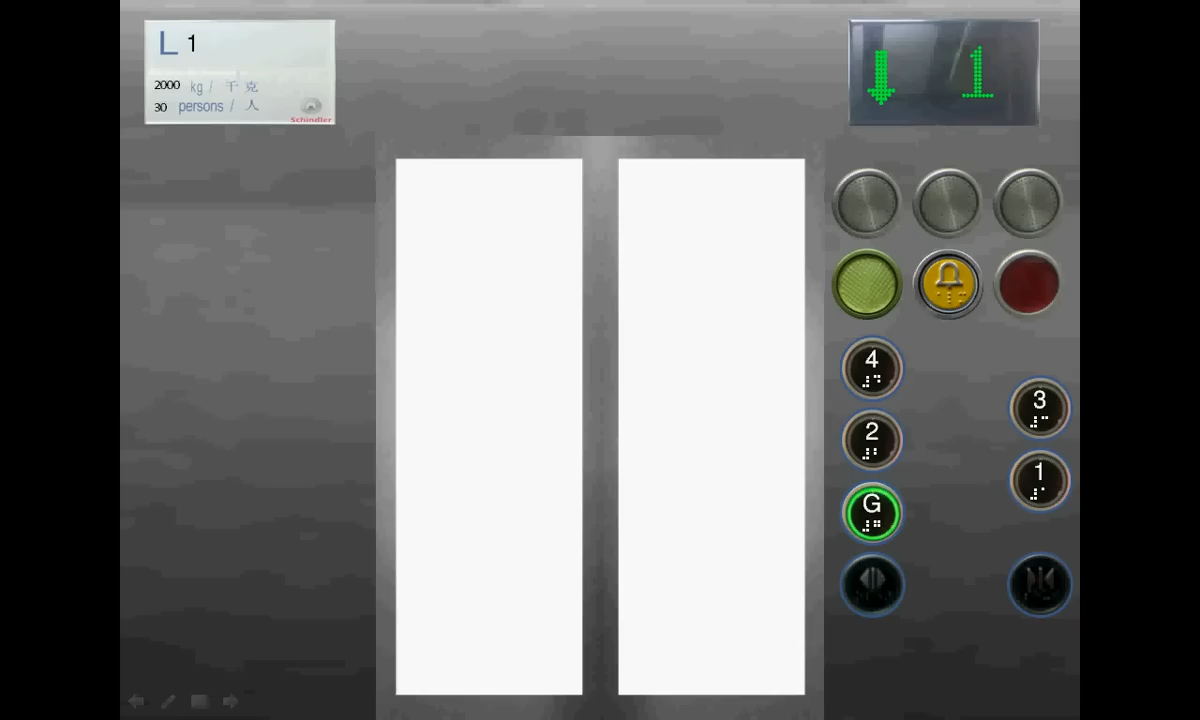 L 1
2000 kg / 千克
30 persons / 人
Schindler
1
4
3
2
1
G